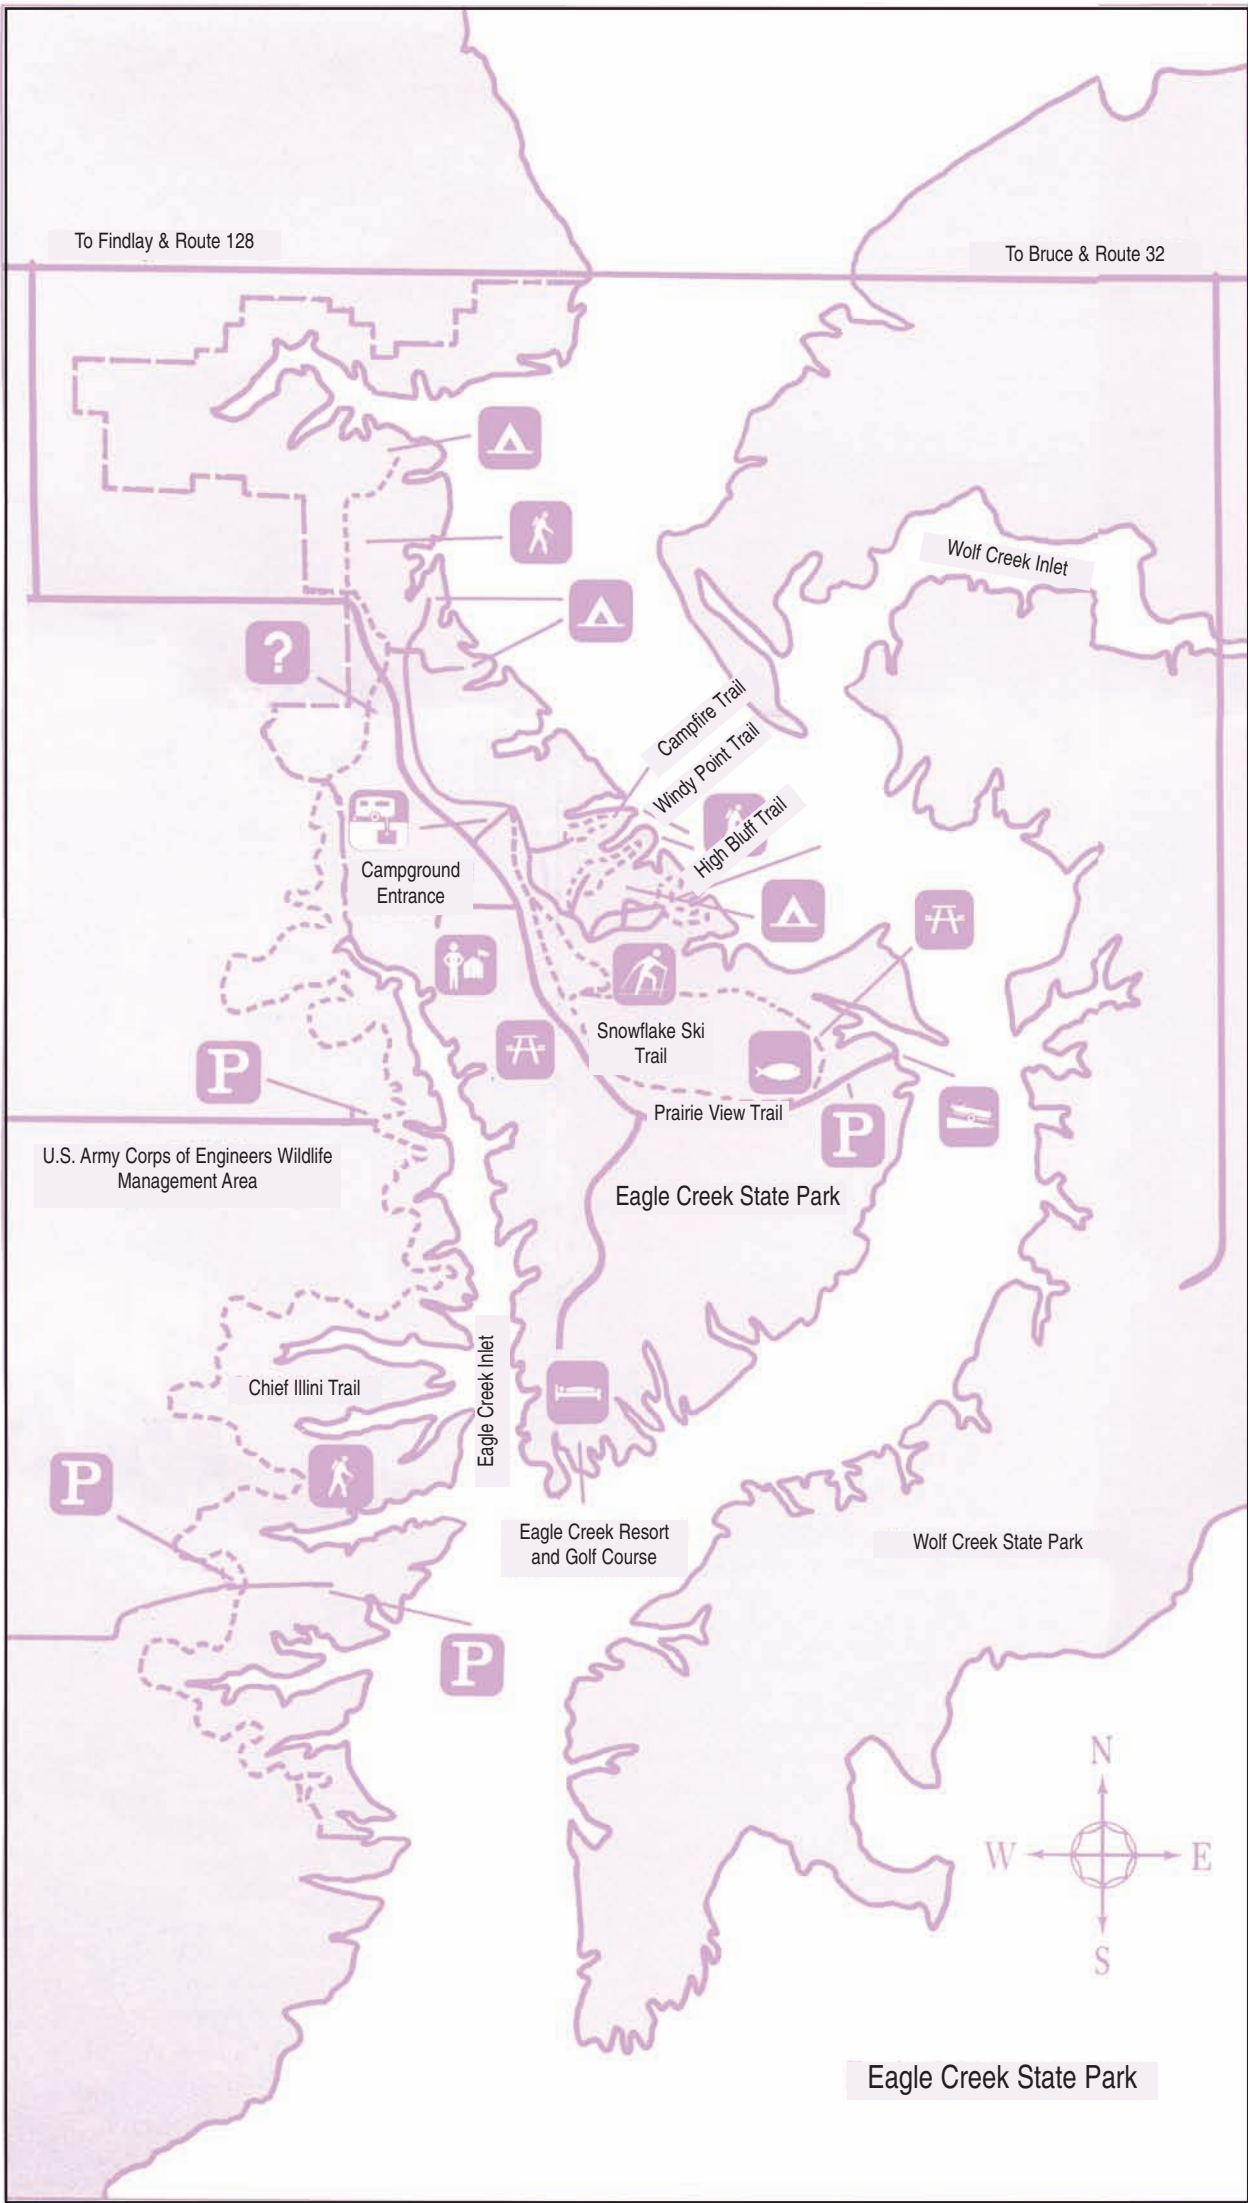 To Findlay & Route 128
To Bruce & Route 32
Wolf Creek Inlet
?
Campfire Trail
Windy Point Trail
High Bluff Trail
Campground
Entrance
Snowflake Ski
Trail
P
Prairie View Trail
P
U.S. Army Corps of Engineers Wildlife
Management Area
Eagle Creek State Park
Eagle Creek Inlet
Chief Illini Trail
P
Eagle Creek Resort
and Golf Course
Wolf Creek State Park
P
N
W
E
S
Eagle Creek State Park